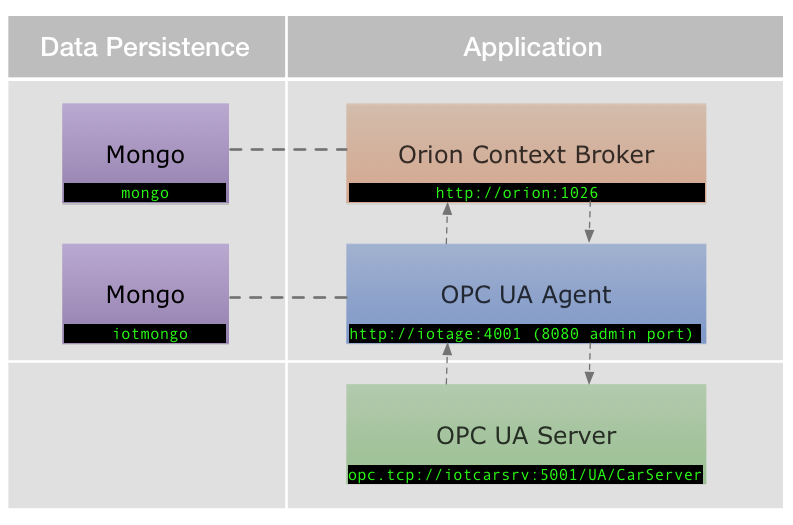 Data Persistence
Application
Mongo
mongo
Orion Context Broker
http://orion:1026
Mongo
iotmongo
OPC UA Agent
http://iotage:4001 (8080 admin port)
OPC UA Server
opc.tcp://iotcarsrv:5001/UA/CarServer